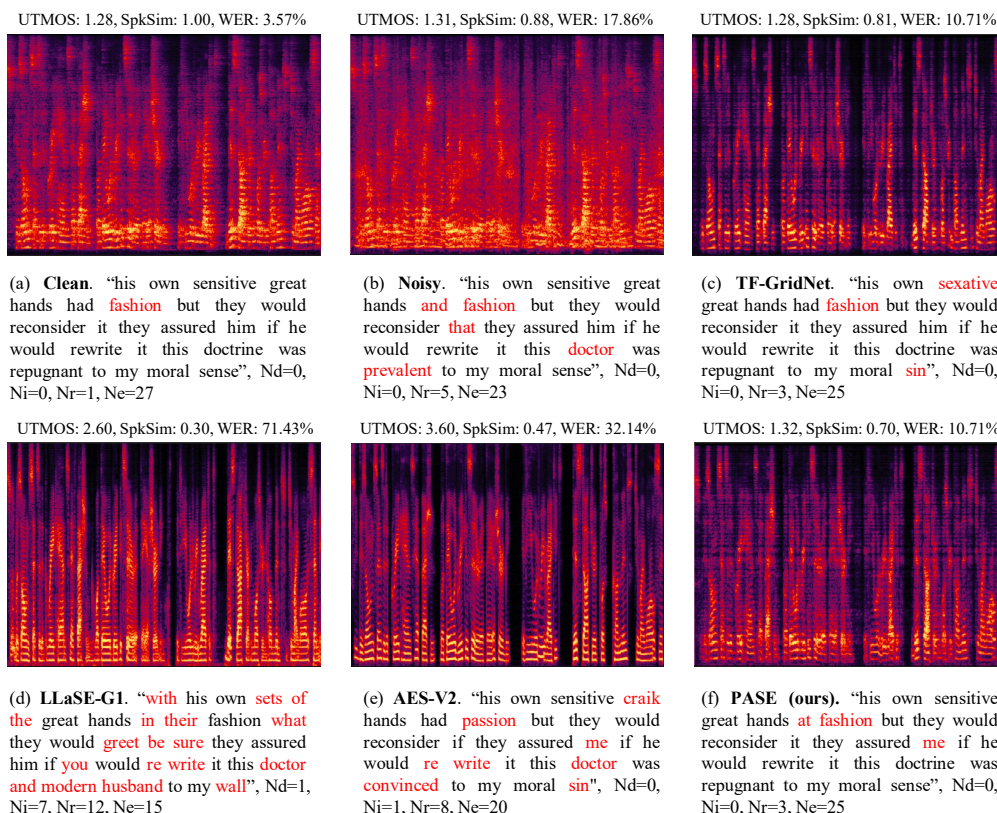 UTMOS: 1.28, SpkSim: 1.00, WER: 3.57%
UTMOS: 1.31, SpkSim: 0.88, WER: 17.86%
UTMOS: 1.28, SpkSim: 0.81, WER: 10.71%
(a) Clean. “his own sensitive great
hands had fashion but they would
reconsider it they assured him if he
would rewrite it this doctrine was
repugnant to my moral sense”, Nd=0,
Ni=0, Nr=1, Ne=27
(b) Noisy. “his own sensitive great
hands and fashion but they would
reconsider that they assured him if he
would rewrite it this doctor was
prevalent to my moral sense”, Nd=0,
Ni=0, Nr=5, Ne=23
(c) TF-GridNet. “his own sexative
great hands had fashion but they would
reconsider it they assured him if he
would rewrite it this doctrine was
repugnant to my moral sin”, Nd=0,
Ni=0, Nr=3, Ne=25
UTMOS: 2.60, SpkSim: 0.30, WER: 71.43%
UTMOS: 3.60, SpkSim: 0.47, WER: 32.14%
UTMOS: 1.32, SpkSim: 0.70, WER: 10.71%
(d) LLaSE-G1. “with his own sets of
the great hands in their fashion what
they would greet be sure they assured
him if you would re write it this doctor
and modern husband to my wall”, Nd=1,
Ni=7, Nr=12, Ne=15
(e) AES-V2. “his own sensitive craik
hands had passion but they would
reconsider if they assured me if he
would re write it this doctor was
convinced to my moral sin", Nd=0,
Ni=1, Nr=8, Ne=20
(f) PASE (ours). “his own sensitive
great hands at fashion but they would
reconsider it they assured me if he
would rewrite it this doctrine was
repugnant to my moral sense”, Nd=0,
Ni=0, Nr=3, Ne=25